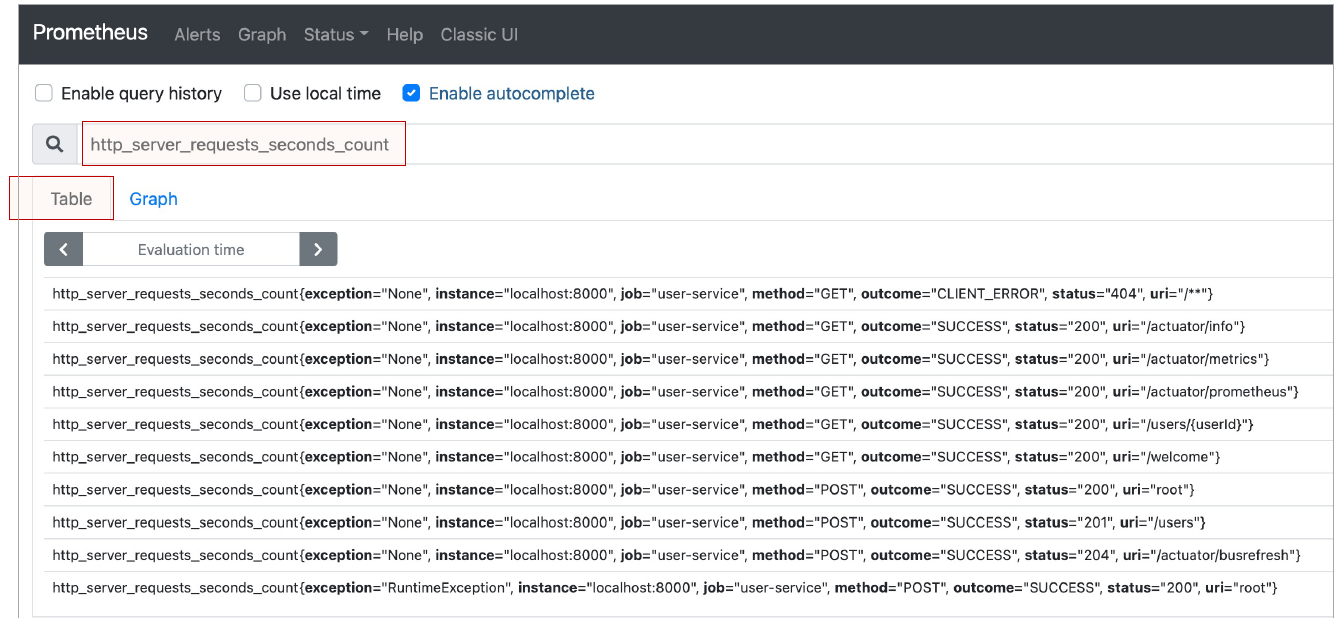 Prometheus Alerts Graph Status Help Classic UI
Enable query history Use local time Enable autocomplete
http_server_requests_seconds_count
Table Graph
Evaluation time
http_server_requests_seconds_count{exception="None", instance="localhost:8000", job="user-service", method="GET", outcome="CLIENT_ERROR", status="404", uri="/**"}
http_server_requests_seconds_count{exception="None", instance="localhost:8000", job="user-service", method="GET", outcome="SUCCESS", status="200", uri="/actuator/info"}
http_server_requests_seconds_count{exception="None", instance="localhost:8000", job="user-service", method="GET", outcome="SUCCESS", status="200", uri="/actuator/metrics"}
http_server_requests_seconds_count{exception="None", instance="localhost:8000", job="user-service", method="GET", outcome="SUCCESS", status="200", uri="/actuator/prometheus"}
http_server_requests_seconds_count{exception="None", instance="localhost:8000", job="user-service", method="GET", outcome="SUCCESS", status="200", uri="/users/{userId}"}
http_server_requests_seconds_count{exception="None", instance="localhost:8000", job="user-service", method="GET", outcome="SUCCESS", status="200", uri="/welcome"}
http_server_requests_seconds_count{exception="None", instance="localhost:8000", job="user-service", method="POST", outcome="SUCCESS", status="200", uri="root"}
http_server_requests_seconds_count{exception="None", instance="localhost:8000", job="user-service", method="POST", outcome="SUCCESS", status="201", uri="/users"}
http_server_requests_seconds_count{exception="None", instance="localhost:8000", job="user-service", method="POST", outcome="SUCCESS", status="204", uri="/actuator/busrefresh"}
http_server_requests_seconds_count{exception="RuntimeException", instance="localhost:8000", job="user-service", method="POST", outcome="SUCCESS", status="200", uri="root"}